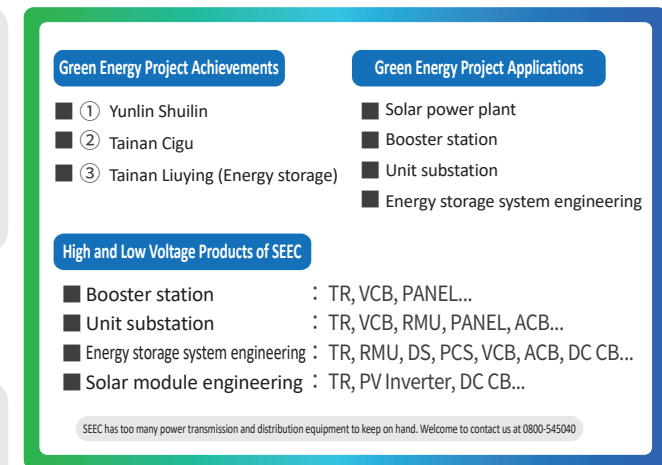 Green Energy Project Achievements
■ ① Yunlin Shuilin
■ ② Tainan Cigu
■ ③ Tainan Liuying (Energy storage)
Green Energy Project Applications
■ Solar power plant
■ Booster station
■ Unit substation
■ Energy storage system engineering
High and Low Voltage Products of SEEC
■ Booster station : TR, VCB, PANEL...
■ Unit substation : TR, VCB, RMU, PANEL, ACB...
■ Energy storage system engineering : TR, RMU, DS, PCS, VCB, ACB, DC CB...
■ Solar module engineering : TR, PV Inverter, DC CB...
SEEC has too many power transmission and distribution equipment to keep on hand. Welcome to contact us at 0800-545040